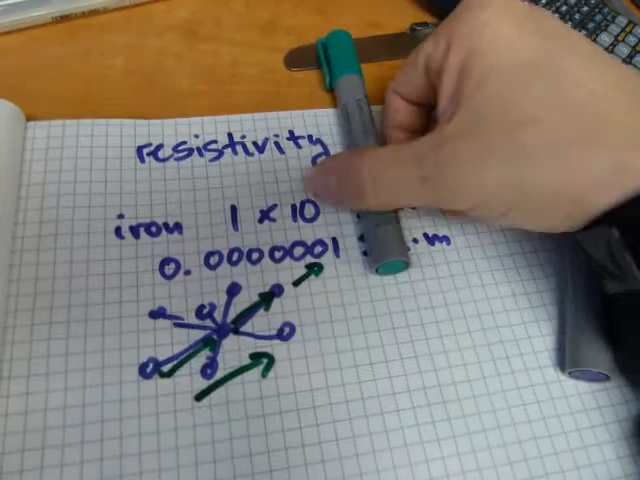 resistivity
iron 1 x 10
0.0000001 .m